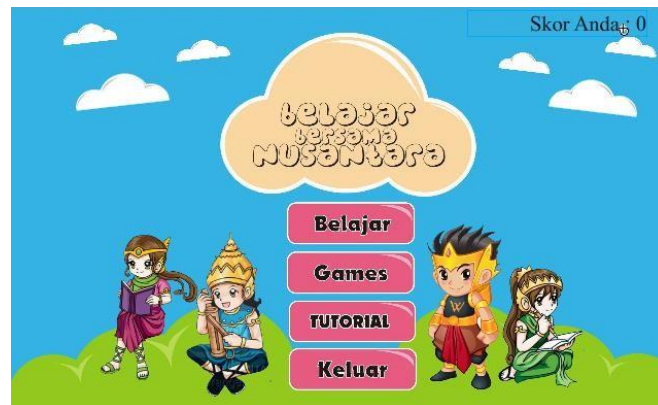 Skor Anda : 0
belajar
bersama
Nusantara
Belajar
Games
TUTORIAL
Keluar
W